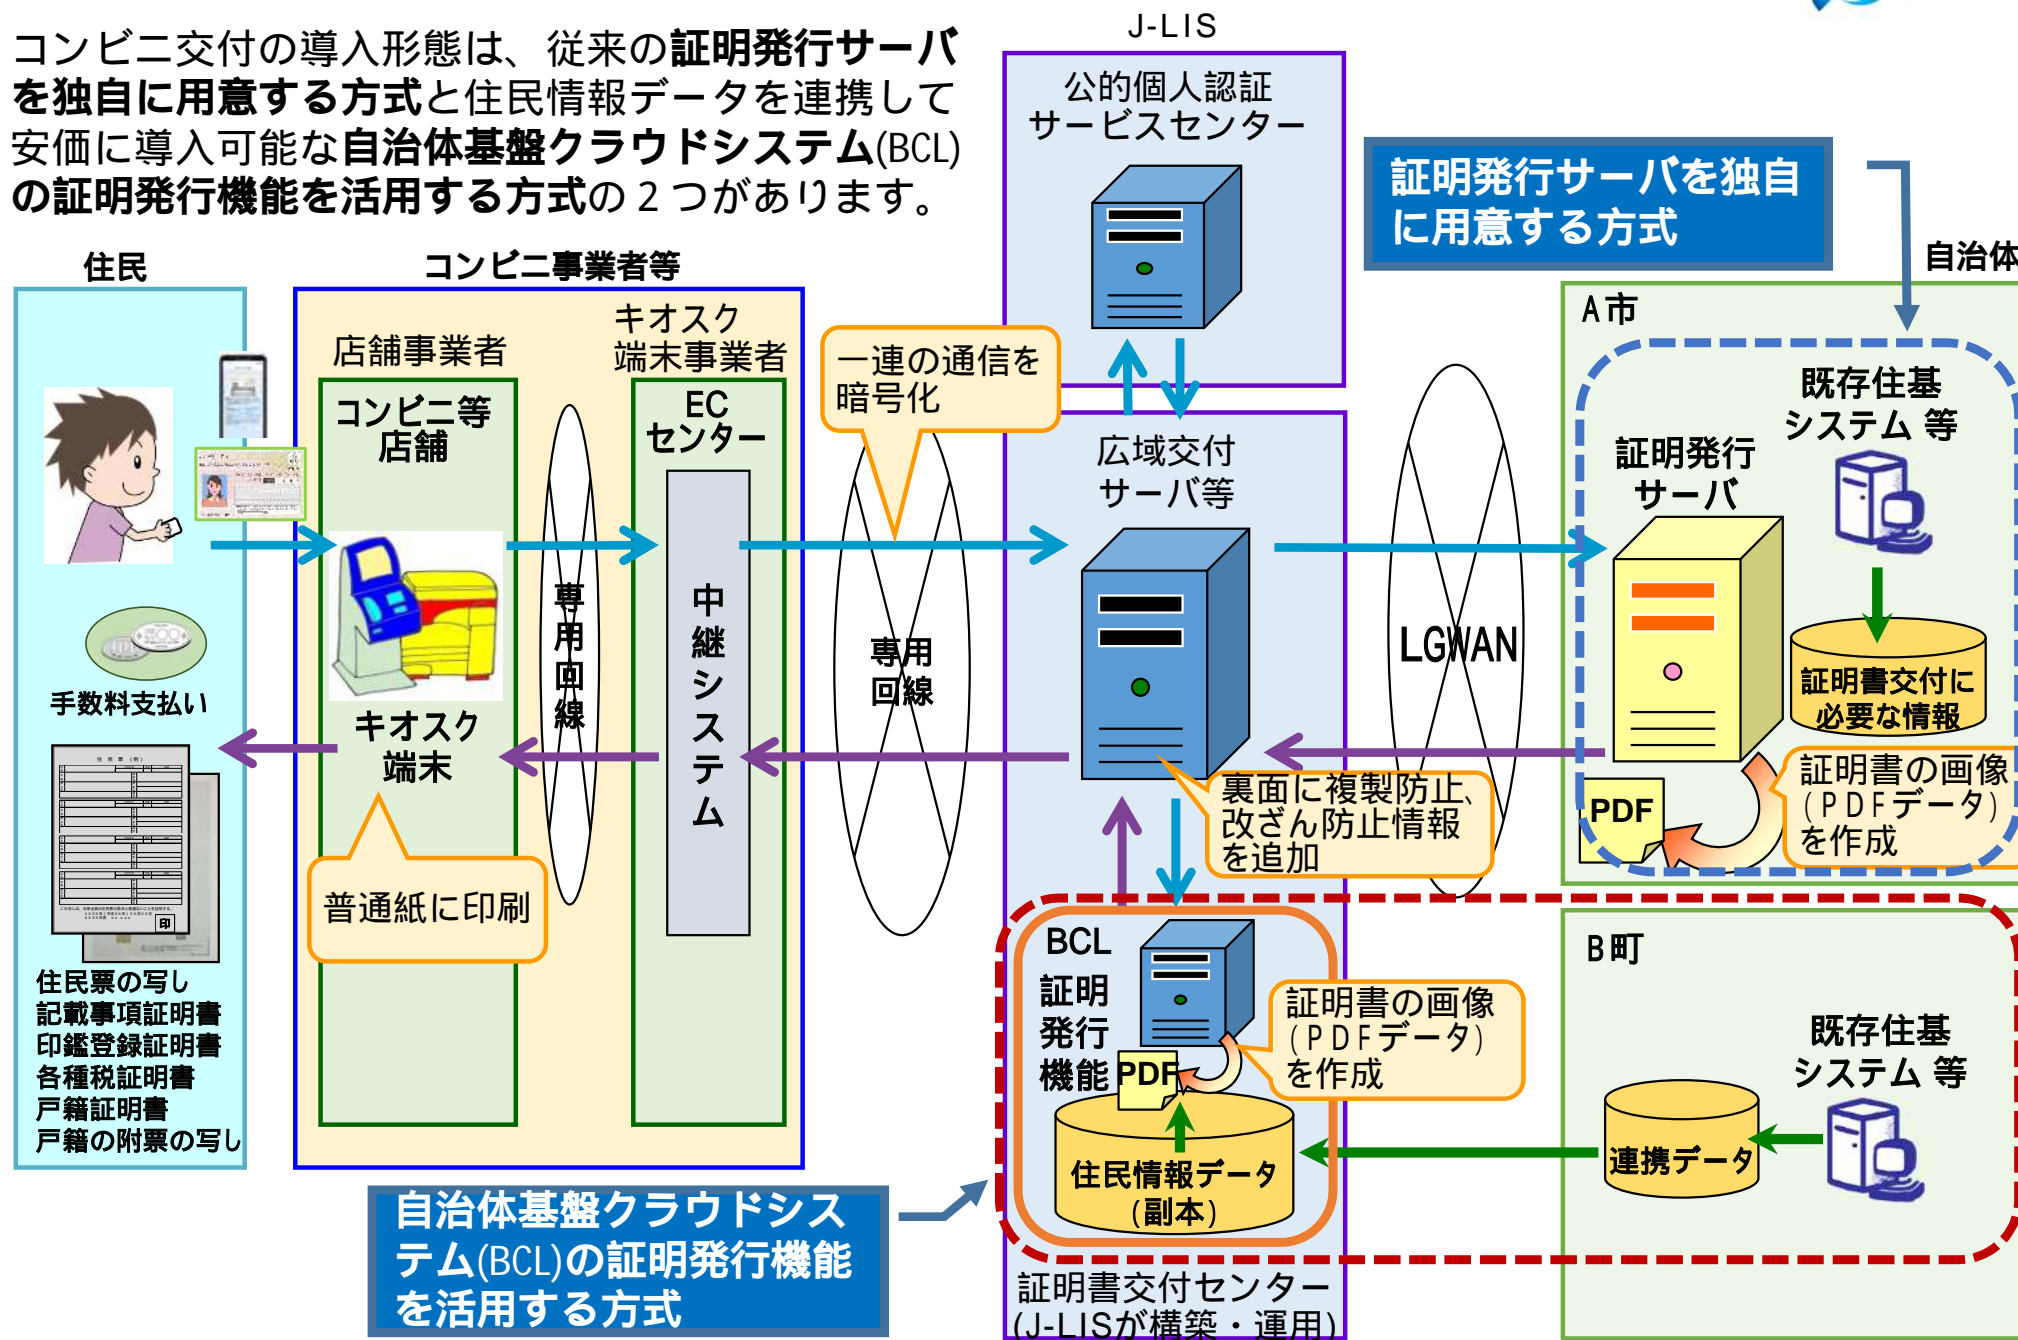 コンビニ交付の導入形態は、従来の証明発行サーバ
を独自に用意する方式と住民情報データを連携して
安価に導入可能な自治体基盤クラウドシステム(BCL)
の証明発行機能を活用する方式の２つがあります。
J-LIS
公的個人認証
サービスセンター
証明発行サーバを独自
に用意する方式
住民
コンビニ事業者等
自治体
店舗事業者
キオスク
端末事業者
一連の通信を
暗号化
A市
コンビニ等
店舗
EC
センター
広域交付
サーバ等
証明発行
サーバ
既存住基
システム 等
専用回線
中継システム
専用
回線
LGWAN
手数料支払い
キオスク
端末
証明書交付に
必要な情報
裏面に複製防止、
改ざん防止情報
を追加
PDF
証明書の画像
(PDFデータ)
を作成
住民票(例)
印
普通紙に印刷
住民票の写し
記載事項証明書
印鑑登録証明書
各種税証明書
戸籍証明書
戸籍の附票の写し
BCL
証明
発行
機能
PDF
証明書の画像
(PDFデータ)
を作成
住民情報データ
(副本)
B町
既存住基
システム 等
連携データ
自治体基盤クラウドシス
テム(BCL)の証明発行機能
を活用する方式
証明書交付センター
(J-LISが構築・運用)